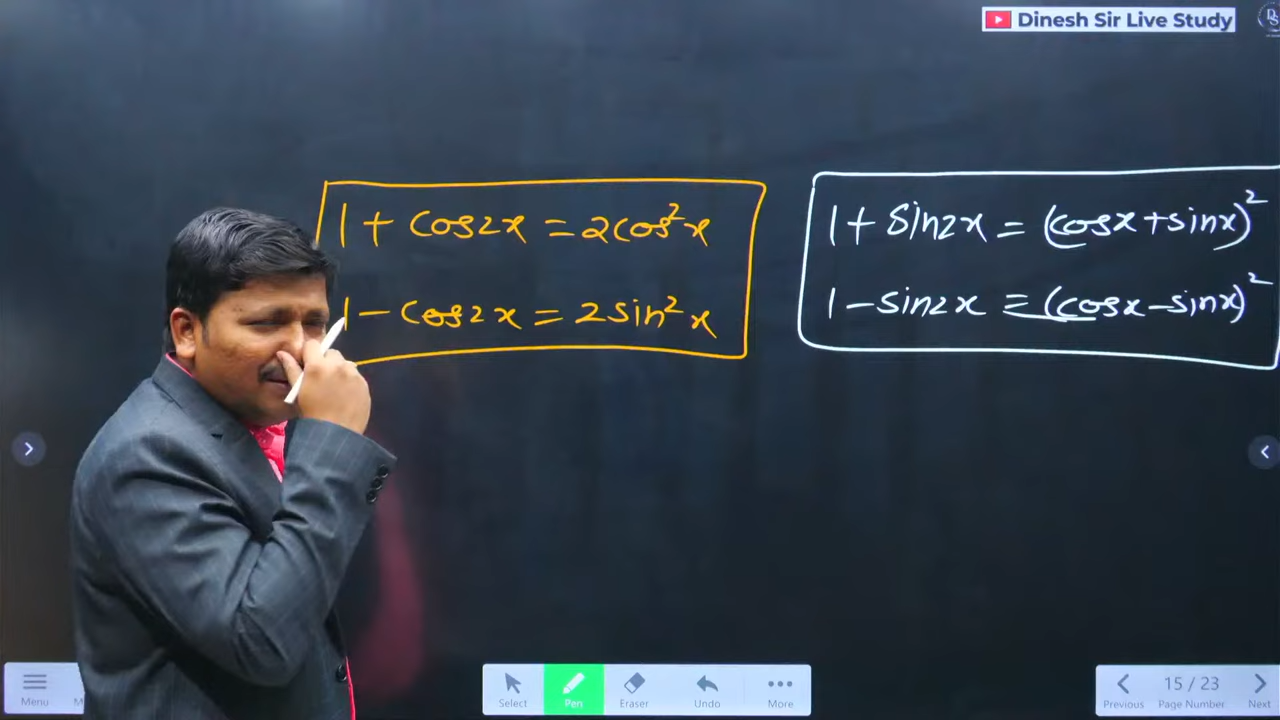 Dinesh Sir Live Study
1 + cos2x = 2cos²x
1 - cos2x = 2sin²x
1 + sin2x = (cosx+sinx)²
1 - sin2x = (cosx-sinx)²
Menu
Select
Pen
Eraser
Undo
More
15 / 23
Previous
Page Number
Next